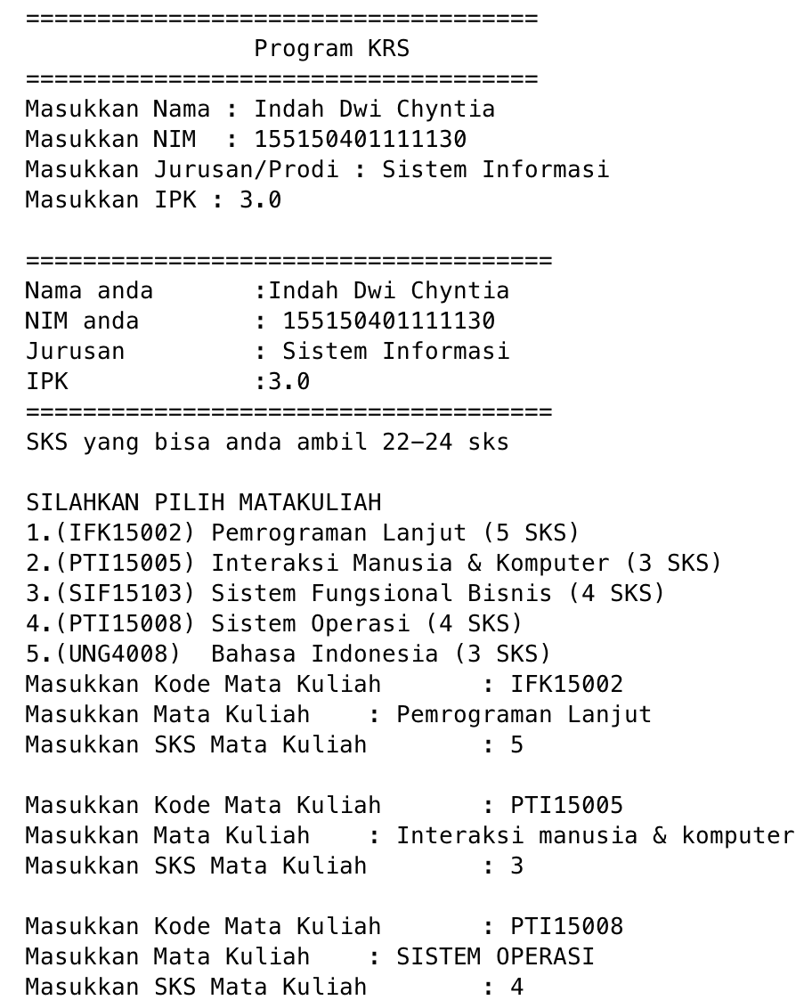 ====================================
Program KRS
====================================
Masukkan Nama : Indah Dwi Chyntia
Masukkan NIM  : 155150401111130
Masukkan Jurusan/Prodi : Sistem Informasi
Masukkan IPK : 3.0
=====================================
Nama anda       :Indah Dwi Chyntia
NIM anda        : 155150401111130
Jurusan         : Sistem Informasi
IPK             :3.0
=====================================
SKS yang bisa anda ambil 22-24 sks
SILAHKAN PILIH MATAKULIAH
1.(IFK15002) Pemrograman Lanjut (5 SKS)
2.(PTI15005) Interaksi Manusia & Komputer (3 SKS)
3.(SIF15103) Sistem Fungsional Bisnis (4 SKS)
4.(PTI15008) Sistem Operasi (4 SKS)
5.(UNG4008)  Bahasa Indonesia (3 SKS)
Masukkan Kode Mata Kuliah       : IFK15002
Masukkan Mata Kuliah    : Pemrograman Lanjut
Masukkan SKS Mata Kuliah        : 5
Masukkan Kode Mata Kuliah       : PTI15005
Masukkan Mata Kuliah    : Interaksi manusia & komputer
Masukkan SKS Mata Kuliah        : 3
Masukkan Kode Mata Kuliah       : PTI15008
Masukkan Mata Kuliah    : SISTEM OPERASI
Masukkan SKS Mata Kuliah        : 4